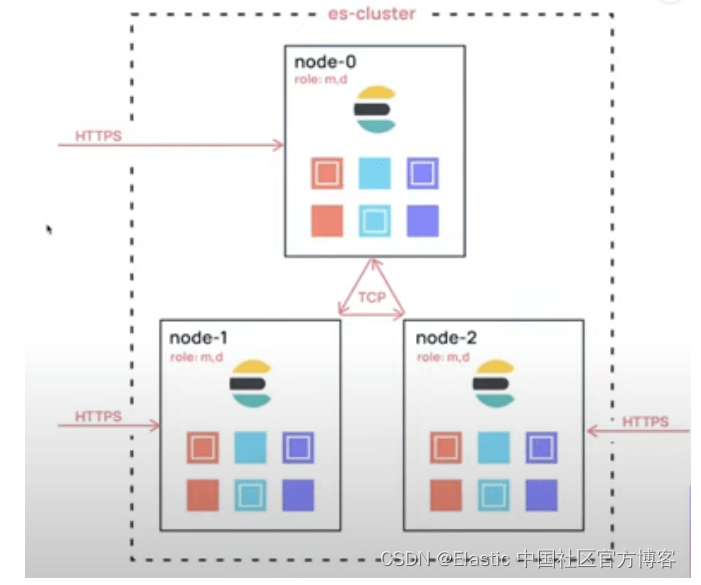 es-cluster
node-0
role: m,d
HTTPS
TCP
node-1
role: m,d
node-2
role: m,d
HTTPS
HTTPS
CSDN @Elastic 中国社区官方博客